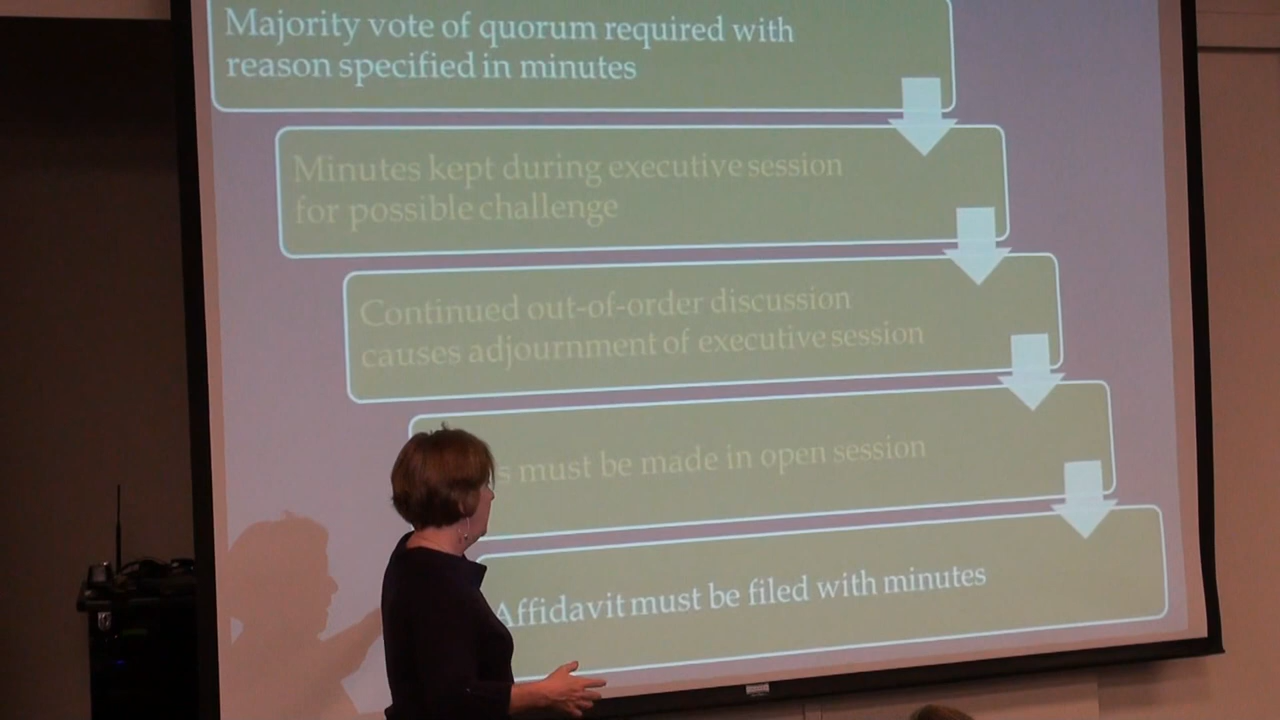 Majority vote of quorum required with
reason specified in minutes
Minutes kept during executive session
for possible challenge
Continued out-of-order discussion
causes adjournment of executive session
must be made in open session
Affidavit must be filed with minutes